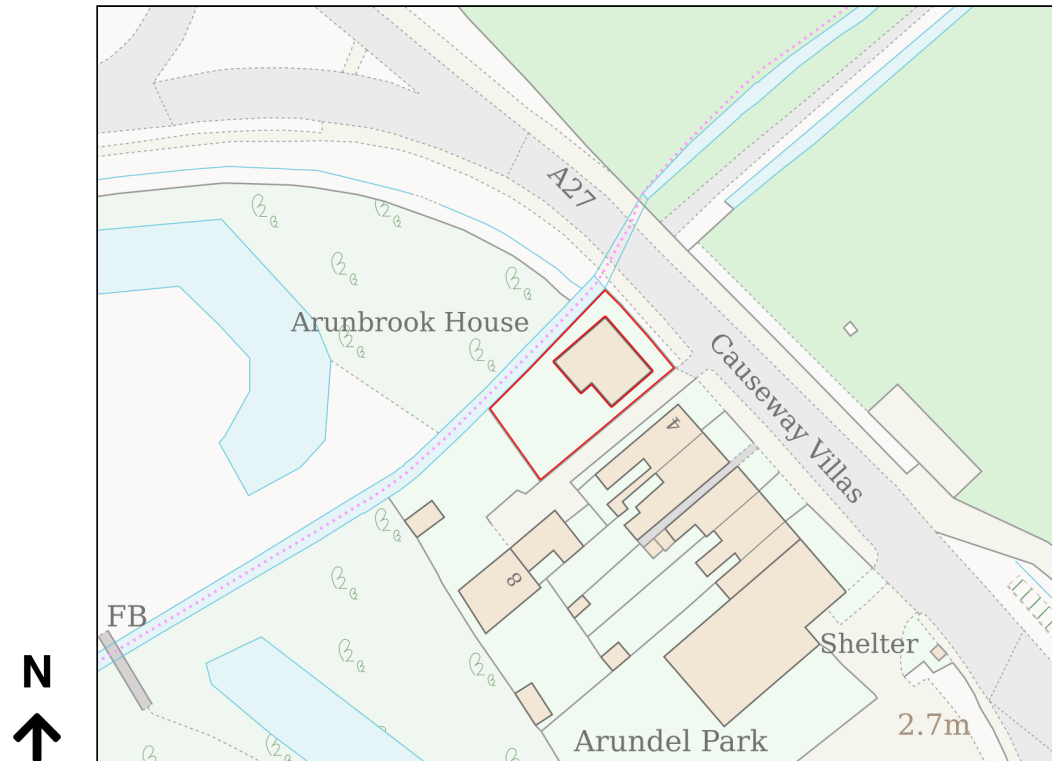 A27
Arunbrook House
Causeway Villas
4
8
FB
Shelter
N
2.7m
Arundel Park